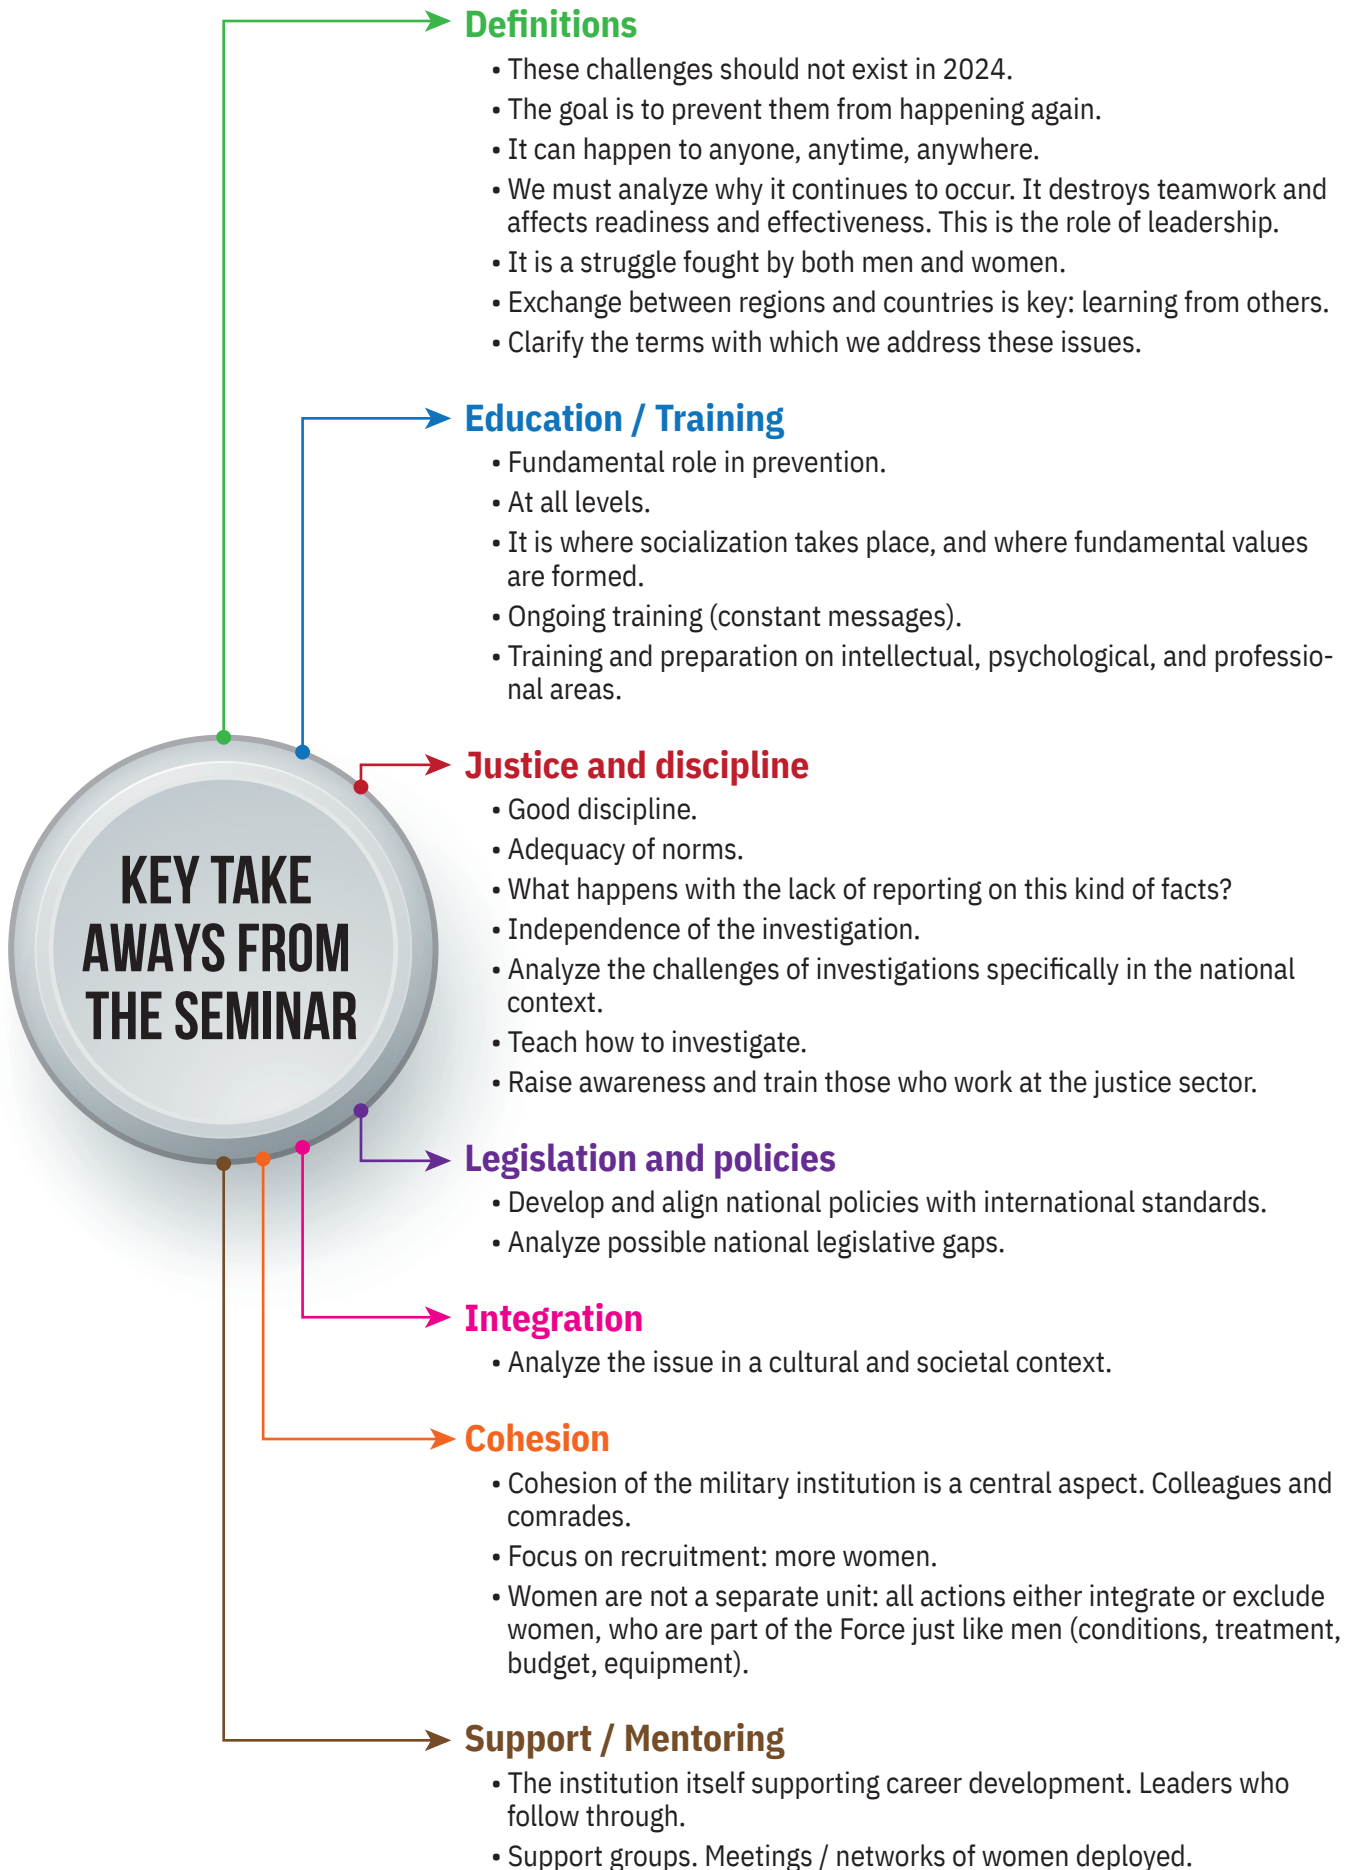 Definitions
• These challenges should not exist in 2024.
• The goal is to prevent them from happening again.
• It can happen to anyone, anytime, anywhere.
• We must analyze why it continues to occur. It destroys teamwork and
affects readiness and effectiveness. This is the role of leadership.
• It is a struggle fought by both men and women.
• Exchange between regions and countries is key: learning from others.
• Clarify the terms with which we address these issues.
Education / Training
• Fundamental role in prevention.
• At all levels.
• It is where socialization takes place, and where fundamental values
are formed.
• Ongoing training (constant messages).
• Training and preparation on intellectual, psychological, and professio-
nal areas.
KEY TAKE
AWAYS FROM
THE SEMINAR
Justice and discipline
• Good discipline.
• Adequacy of norms.
• What happens with the lack of reporting on this kind of facts?
• Independence of the investigation.
• Analyze the challenges of investigations specifically in the national
context.
• Teach how to investigate.
• Raise awareness and train those who work at the justice sector.
Legislation and policies
• Develop and align national policies with international standards.
• Analyze possible national legislative gaps.
Integration
• Analyze the issue in a cultural and societal context.
Cohesion
• Cohesion of the military institution is a central aspect. Colleagues and
comrades.
• Focus on recruitment: more women.
• Women are not a separate unit: all actions either integrate or exclude
women, who are part of the Force just like men (conditions, treatment,
budget, equipment).
Support / Mentoring
• The institution itself supporting career development. Leaders who
follow through.
• Support groups. Meetings / networks of women deployed.